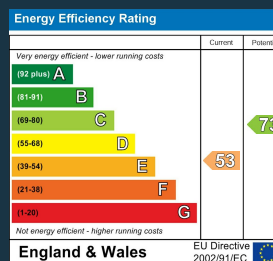 Energy Efficiency Rating
Current
Very energy efficient - lower running costs
(92 plus) A
(81-91) B
(69-80) C
(55-68) D
(39-54) E
53
(21-38) F
(1-20) G
Not energy efficient - higher running costs
England & Wales
EU Directive
2002/91/EC